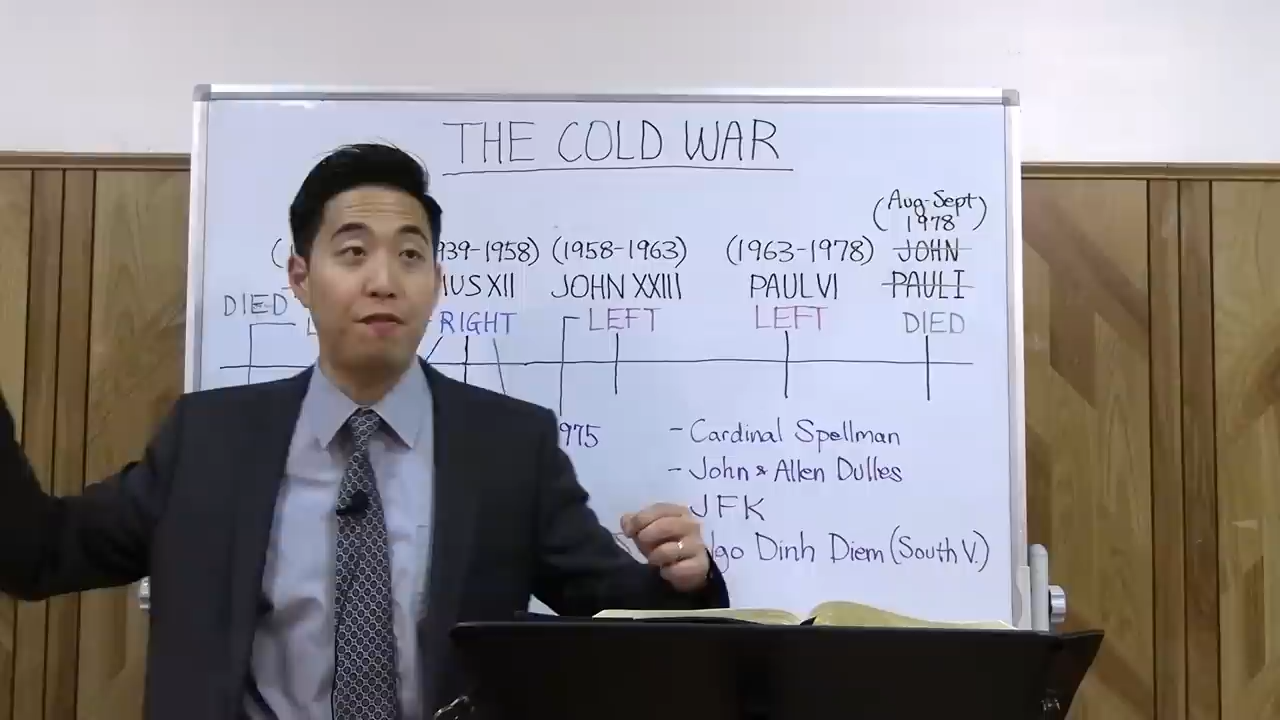 THE COLD WAR
(Aug-Sept)
1978
39-1958) (1958-1963) (1963-1978) JOHN
IUS XII JOHN XXIII PAUL VI PAUL I
DIED RIGHT LEFT LEFT DIED
975 - Cardinal Spellman
- John & Allen Dulles
JFK
go Dinh Diem (South V.)